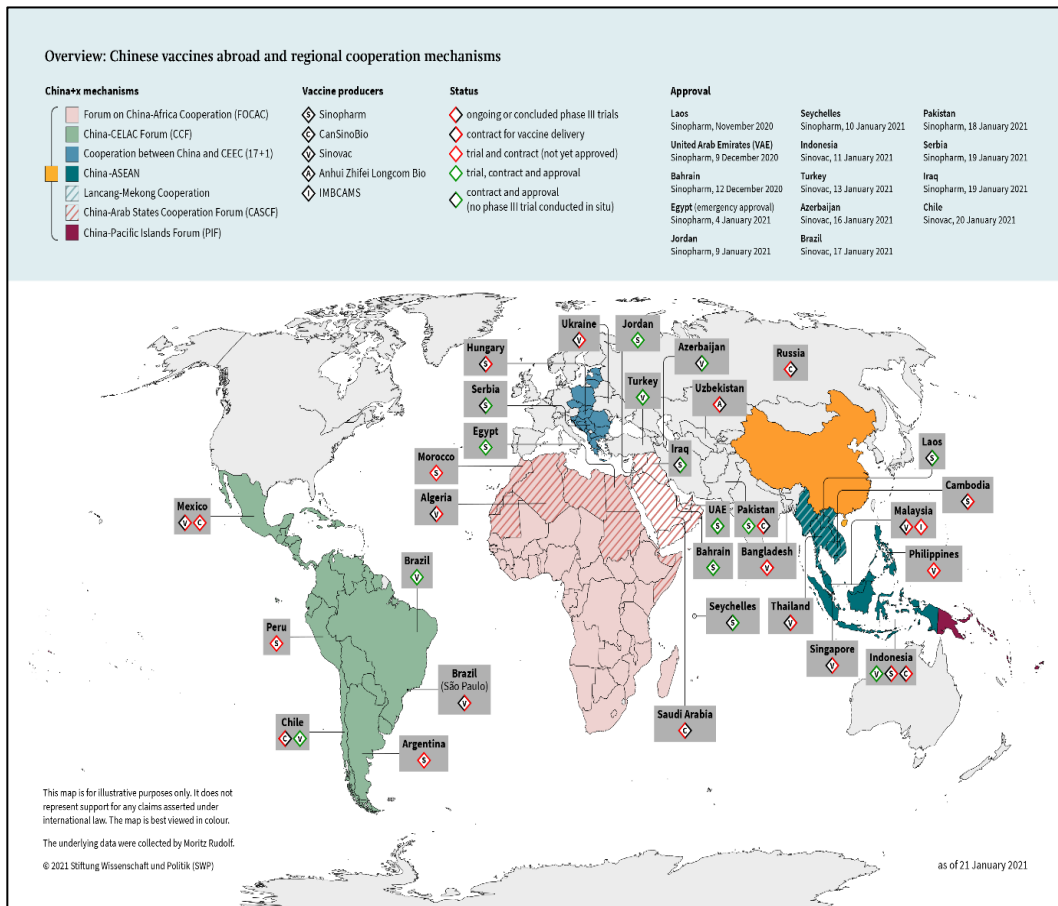 Overview: Chinese vaccines abroad and regional cooperation mechanisms
China+x mechanisms
Forum on China-Africa Cooperation (FOCAC)
China-CELAC Forum (CCF)
Cooperation between China and CEEC (17+1)
China-ASEAN
Lancang-Mekong Cooperation
China-Arab States Cooperation Forum (CASCF)
China-Pacific Islands Forum (PIF)
Vaccine producers
S Sinopharm
C CanSinoBio
V Sinovac
A Anhui Zhifei Longcom Bio
I IMBCAMS
Status
ongoing or concluded phase III trials
contract for vaccine delivery
trial and contract (not yet approved)
trial, contract and approval
contract and approval
(no phase III trial conducted in situ)
Approval
Laos
Sinopharm, November 2020
United Arab Emirates (VAE)
Sinopharm, 9 December 2020
Bahrain
Sinopharm, 12 December 2020
Egypt (emergency approval)
Sinopharm, 4 January 2021
Jordan
Sinopharm, 9 January 2021
Seychelles
Sinopharm, 10 January 2021
Indonesia
Sinovac, 11 January 2021
Turkey
Sinovac, 13 January 2021
Azerbaijan
Sinovac, 16 January 2021
Brazil
Sinovac, 17 January 2021
Pakistan
Sinopharm, 18 January 2021
Serbia
Sinopharm, 19 January 2021
Iraq
Sinopharm, 19 January 2021
Chile
Sinovac, 20 January 2021
Ukraine
V
Jordan
S
Hungary
S
Azerbaijan
V
Russia
C
Serbia
S
Turkey
V
Uzbekistan
A
Egypt
S
Morocco
S
Iraq
S
Laos
S
Algeria
V
Cambodia
S
Mexico
V C
UAE
S
Pakistan
S C
Malaysia
V I
Bahrain
S
Bangladesh
V
Philippines
V
Brazil
V
Seychelles
S
Thailand
V
Peru
S
Singapore
V
Indonesia
V S C
Brazil
(São Paulo)
V
Saudi Arabia
C
Chile
C V
Argentina
S
This map is for illustrative purposes only. It does not
represent support for any claims asserted under
international law. The map is best viewed in colour.
The underlying data were collected by Moritz Rudolf.
© 2021 Stiftung Wissenschaft und Politik (SWP)
as of 21 January 2021